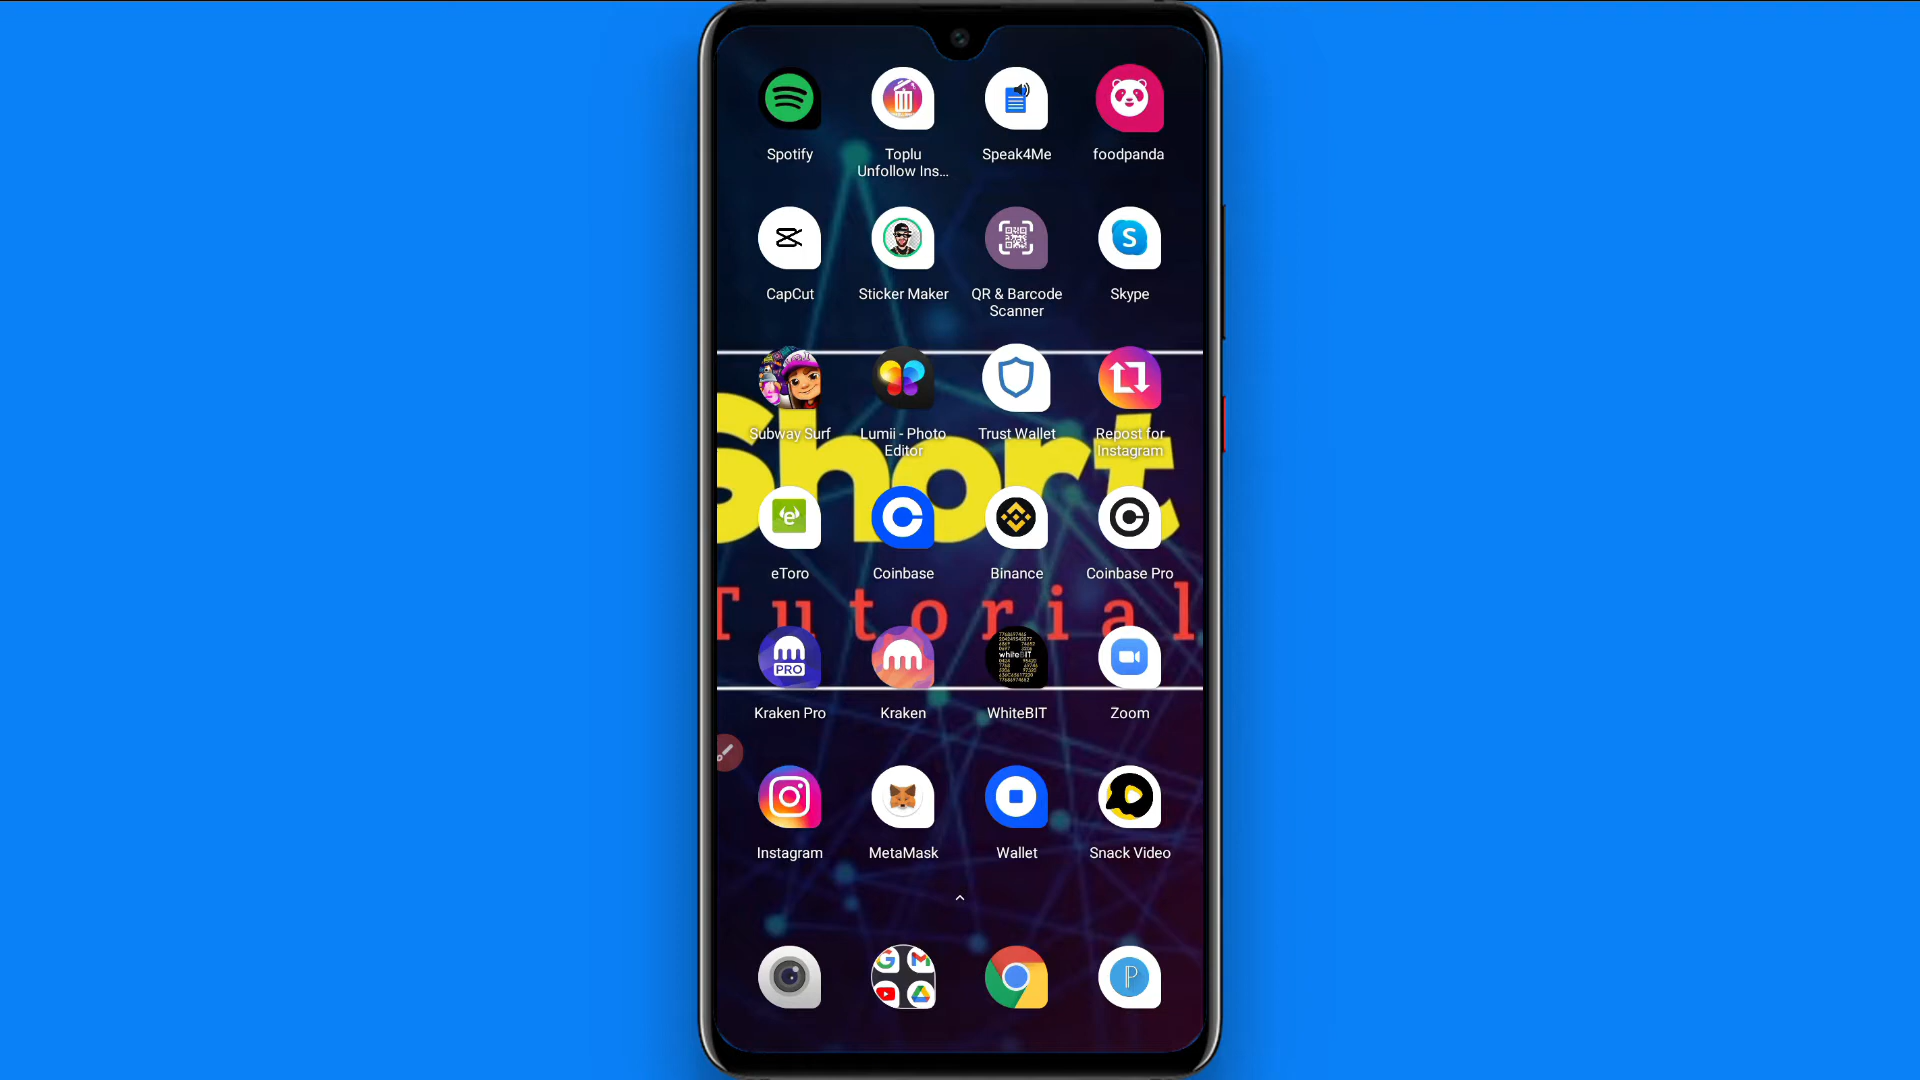 Spotify
Toplu
Unfollow Ins...
Speak4Me
foodpanda
CapCut
Sticker Maker
QR & Barcode
Scanner
S
Skype
Short
Subway Surf
Lumii - Photo
Editor
Trust Wallet
Repost for
Instagram
e
eToro
Coinbase
Binance
Coinbase Pro
Tutorial
PRO
Kraken Pro
Kraken
whiteBIT
WhiteBIT
Zoom
Instagram
MetaMask
Wallet
Snack Video
P